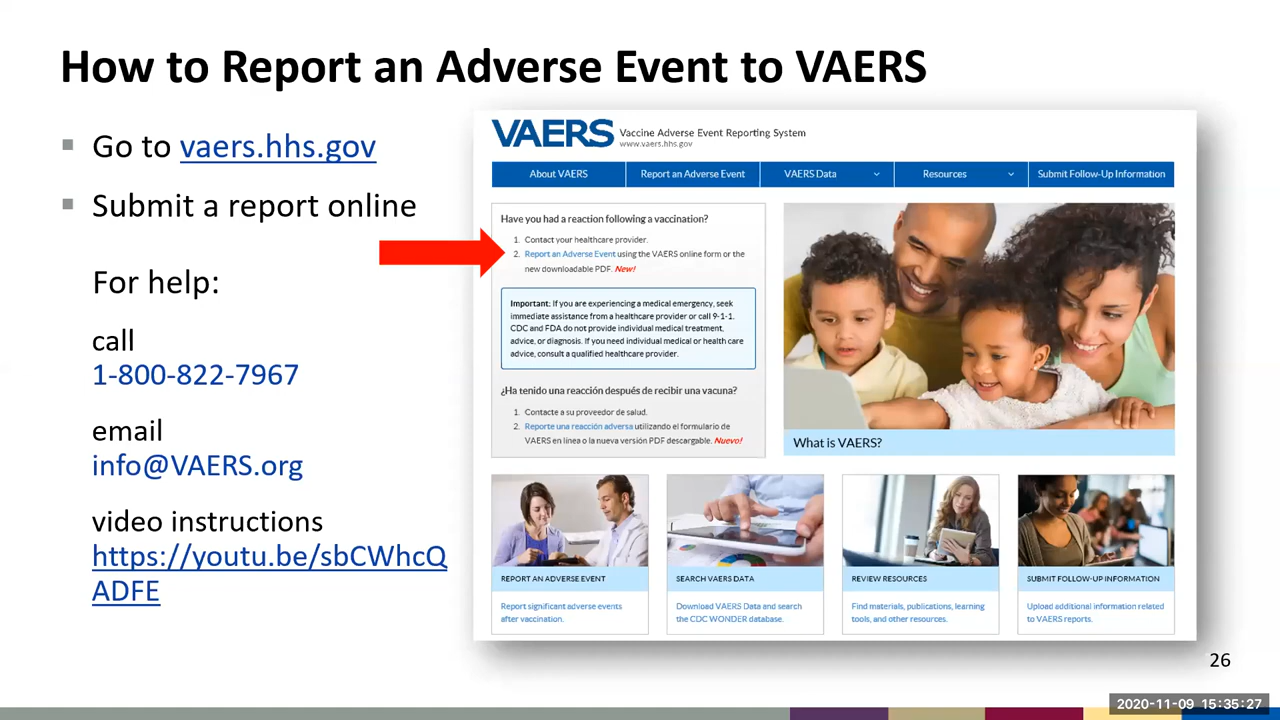 How to Report an Adverse Event to VAERS
Go to vaers.hhs.gov
Submit a report online
For help:
call
1-800-822-7967
email
info@VAERS.org
video instructions
https://youtu.be/sbCWhcQ
ADFE
VAERS Vaccine Adverse Event Reporting System
www.vaers.hhs.gov
About VAERS Report an Adverse Event VAERS Data Resources Submit Follow-Up Information
Have you had a reaction following a vaccination?
1. Contact your healthcare provider.
2. Report an Adverse Event using the VAERS online form or the
new downloadable PDF. New!
Important: If you are experiencing a medical emergency, seek
immediate assistance from a healthcare provider or call 9-1-1.
CDC and FDA do not provide individual medical treatment,
advice, or diagnosis. If you need individual medical or health care
advice, consult a qualified healthcare provider.
¿Ha tenido una reacción después de recibir una vacuna?
1. Contacte a su proveedor de salud.
2. Reporte una reacción adversa utilizando el formulario de
VAERS en línea o la nueva versión PDF descargable. Nuevo!
What is VAERS?
REPORT AN ADVERSE EVENT
Report significant adverse events
after vaccination.
SEARCH VAERS DATA
Download VAERS Data and search
the CDC WONDER database.
REVIEW RESOURCES
Find materials, publications, learning
tools, and other resources.
SUBMIT FOLLOW-UP INFORMATION
Upload additional information related
to VAERS reports.
26
2020-11-09 15:35:27